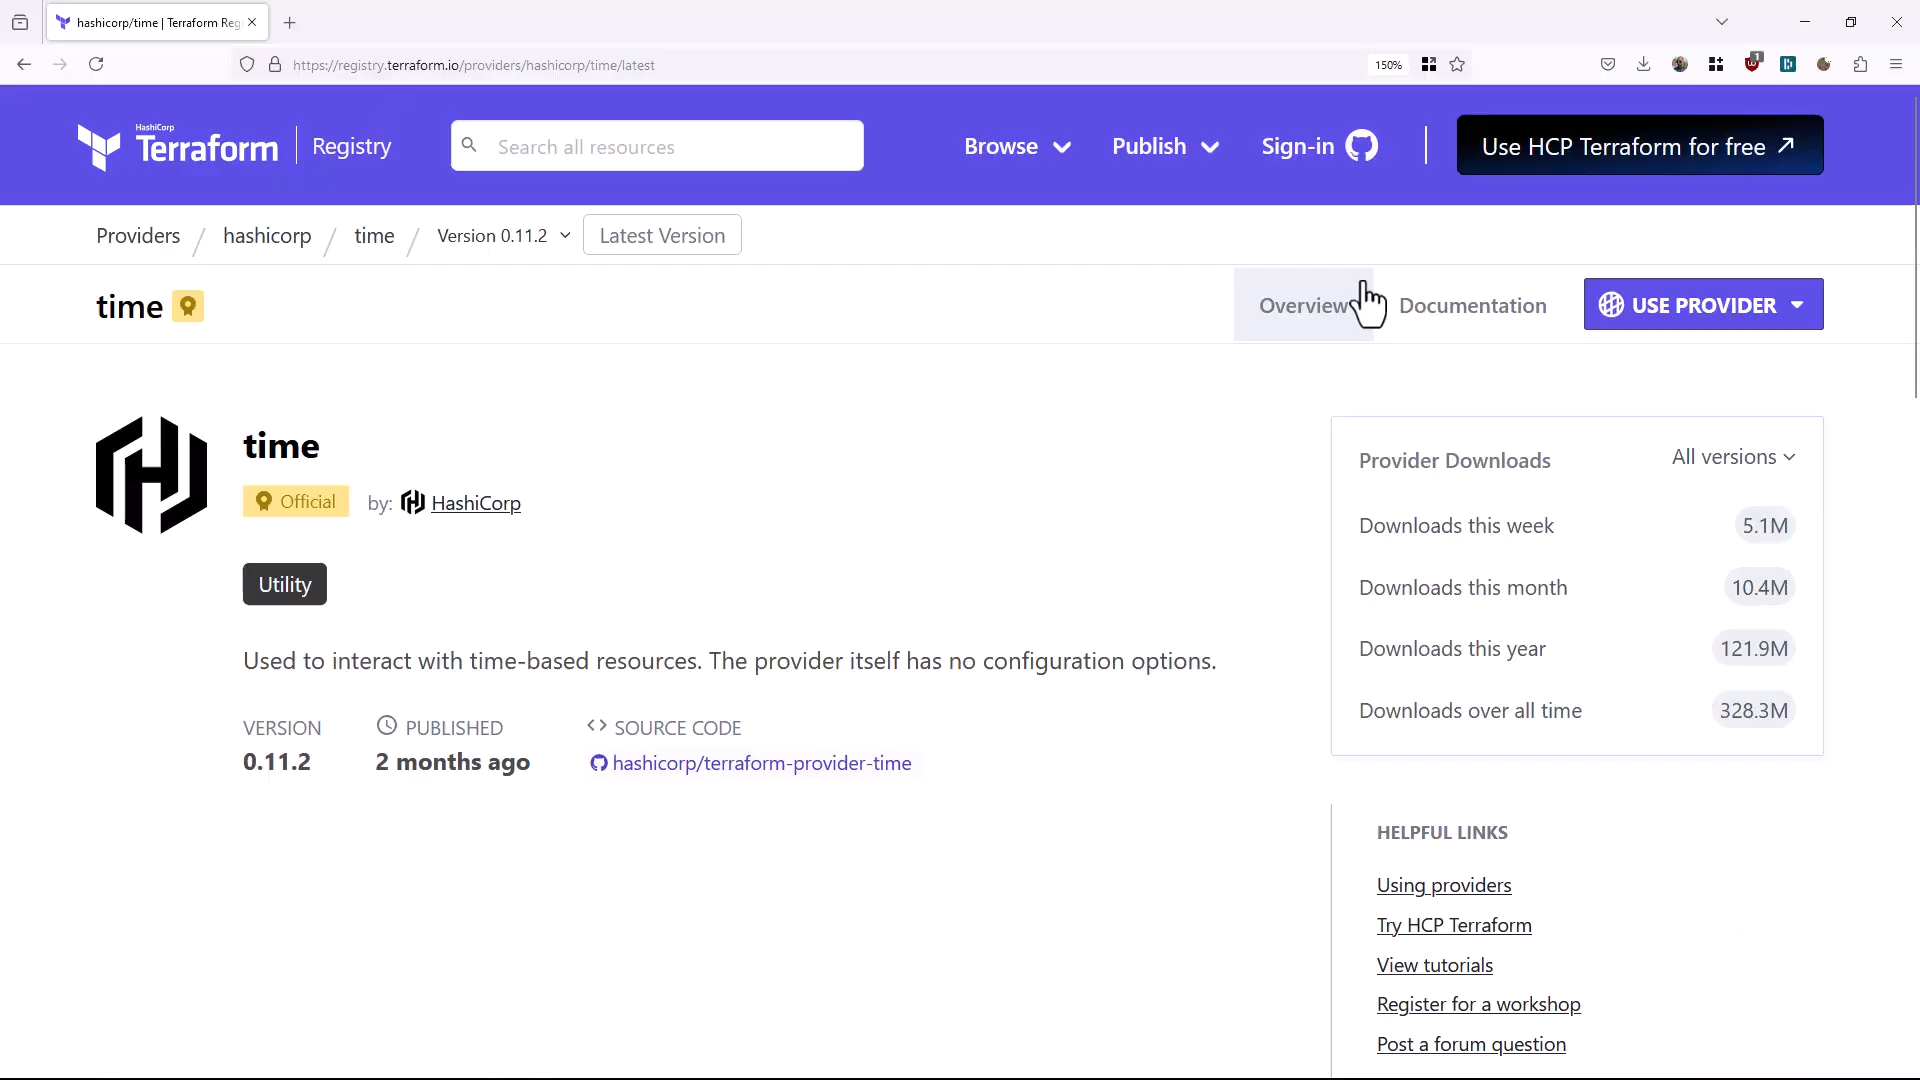 hashicorp/time | Terraform Reg
https://registry.terraform.io/providers/hashicorp/time/latest
150%
1
HashiCorp
Terraform
Registry
Search all resources
Browse
Publish
Sign-in
Use HCP Terraform for free
Providers / hashicorp / time / Version 0.11.2
Latest Version
time
Overview
Documentation
USE PROVIDER
time
Official
by: HashiCorp
Utility
Used to interact with time-based resources. The provider itself has no configuration options.
VERSION
0.11.2
PUBLISHED
2 months ago
SOURCE CODE
hashicorp/terraform-provider-time
Provider Downloads
All versions
Downloads this week 5.1M
Downloads this month 10.4M
Downloads this year 121.9M
Downloads over all time 328.3M
HELPFUL LINKS
Using providers
Try HCP Terraform
View tutorials
Register for a workshop
Post a forum question